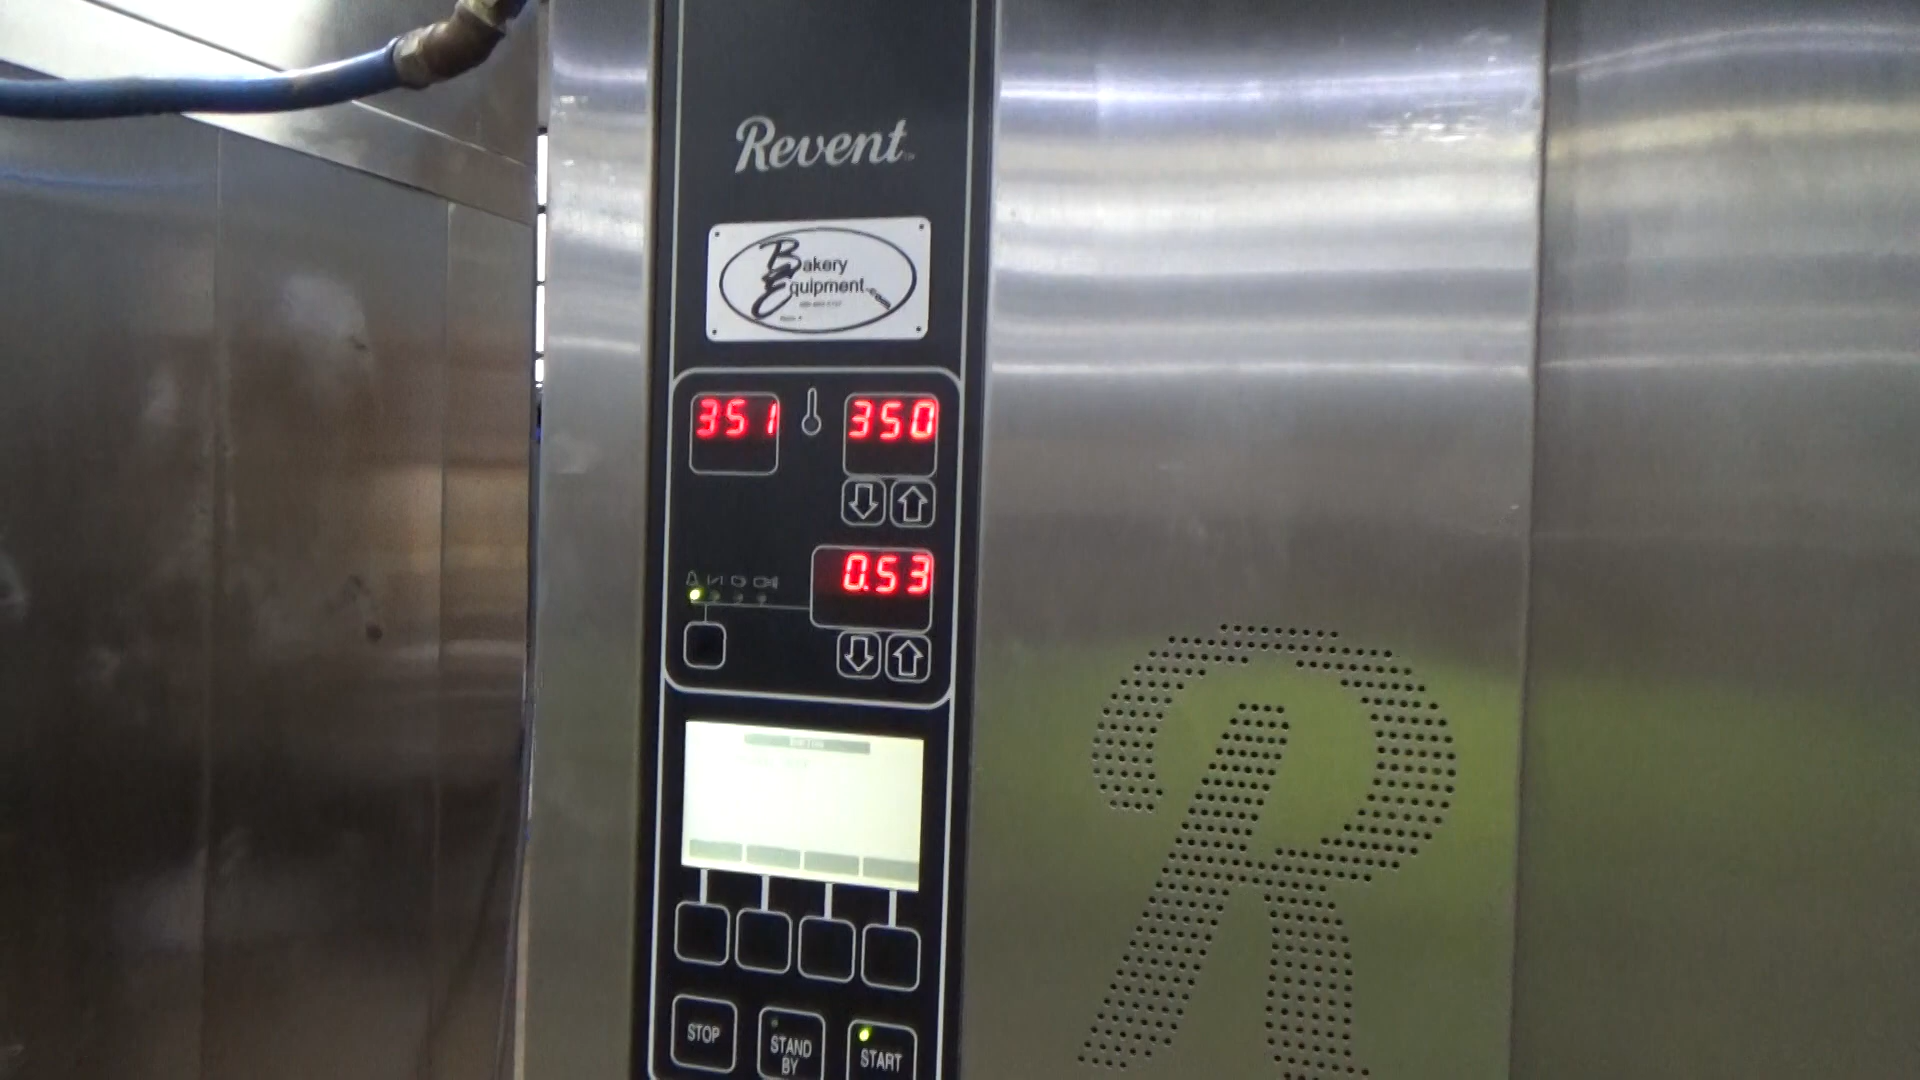 Revent
Bakery
Equipment.com
351
350
0.53
STOP
STAND
BY
START